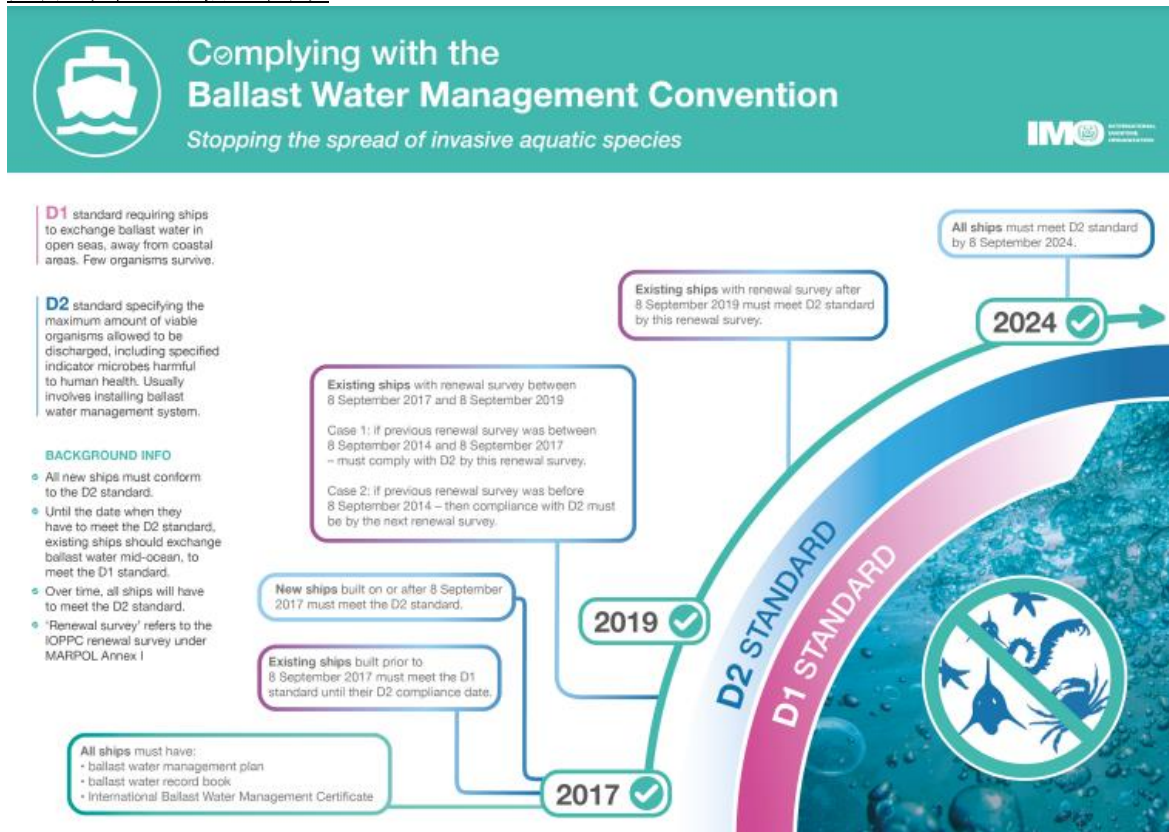 Complying with the
Ballast Water Management Convention
Stopping the spread of invasive aquatic species
IMO INTERNATIONAL
MARITIME
ORGANIZATION
D1 standard requiring ships
to exchange ballast water in
open seas, away from coastal
areas. Few organisms survive.
D2 standard specifying the
maximum amount of viable
organisms allowed to be
discharged, including specified
indicator microbes harmful
to human health. Usually
involves installing ballast
water management system.
BACKGROUND INFO
All new ships must conform
to the D2 standard.
Until the date when they
have to meet the D2 standard,
existing ships should exchange
ballast water mid-ocean, to
meet the D1 standard.
Over time, all ships will have
to meet the D2 standard.
'Renewal survey' refers to the
IOPPC renewal survey under
MARPOL Annex I
All ships must meet D2 standard
by 8 September 2024.
2024
Existing ships with renewal survey after
8 September 2019 must meet D2 standard
by this renewal survey.
Existing ships with renewal survey between
8 September 2017 and 8 September 2019
Case 1: if previous renewal survey was between
8 September 2014 and 8 September 2017
– must comply with D2 by this renewal survey.
Case 2: if previous renewal survey was before
8 September 2014 – then compliance with D2 must
be by the next renewal survey.
2019
New ships built on or after 8 September
2017 must meet the D2 standard.
Existing ships built prior to
8 September 2017 must meet the D1
standard until their D2 compliance date.
All ships must have:
• ballast water management plan
• ballast water record book
• International Ballast Water Management Certificate
2017
D2 STANDARD
D1 STANDARD